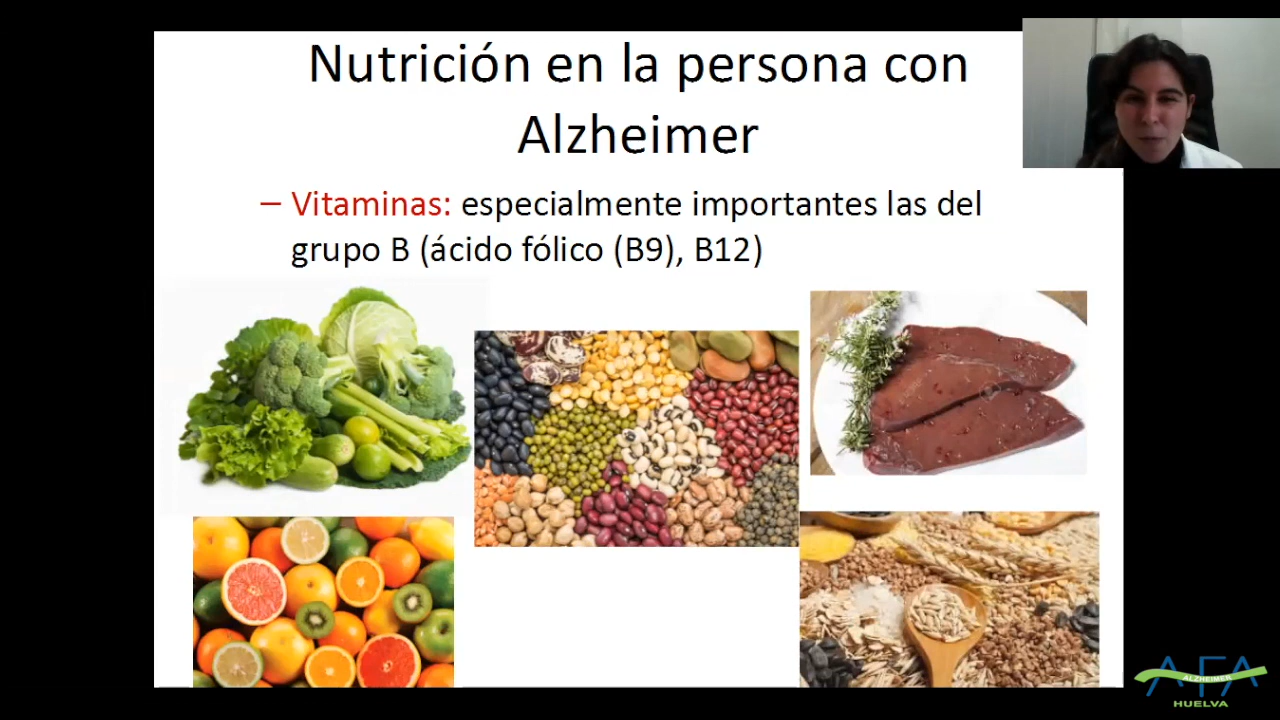 Nutrición en la persona con
Alzheimer
– Vitaminas: especialmente importantes las del
grupo B (ácido fólico (B9), B12)
AFA
ALZHEIMER
HUELVA